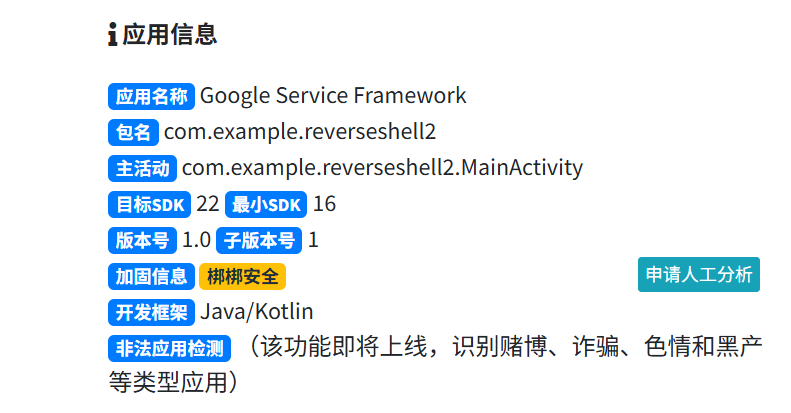 应用信息
应用名称 Google Service Framework
包名 com.example.reverseshell2
主活动 com.example.reverseshell2.MainActivity
目标SDK 22 最小SDK 16
版本号 1.0 子版本号 1
加固信息 梆梆安全 申请人工分析
开发框架 Java/Kotlin
非法应用检测 （该功能即将上线，识别赌博、诈骗、色情和黑产
等类型应用）